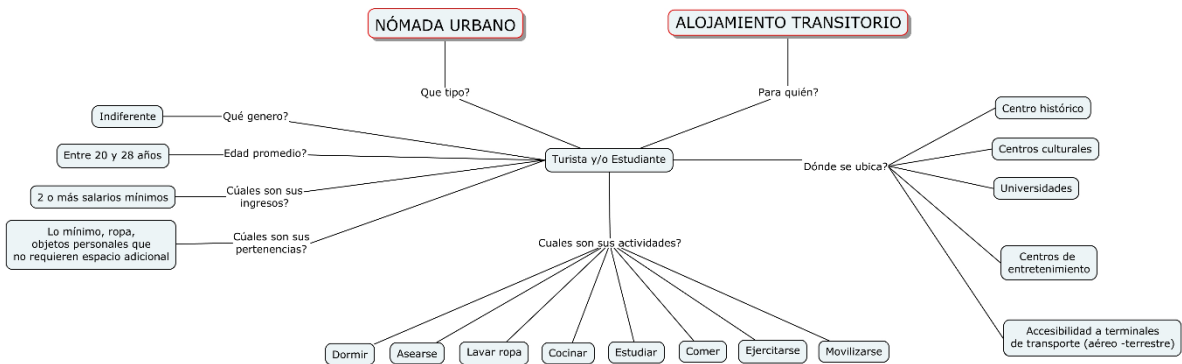 NÓMADA URBANO
ALOJAMIENTO TRANSITORIO
Que tipo?
Para quién?
Indiferente
Qué genero?
Entre 20 y 28 años
Edad promedio?
2 o más salarios mínimos
Cúales son sus
ingresos?
Lo mínimo, ropa,
objetos personales que
no requieren espacio adicional
Cúales son sus
pertenencias?
Turista y/o Estudiante
Dónde se ubica?
Centro histórico
Centros culturales
Universidades
Centros de
entretenimiento
Accesibilidad a terminales
de transporte (aéreo -terrestre)
Cuales son sus actividades?
Dormir
Asearse
Lavar ropa
Cocinar
Estudiar
Comer
Ejercitarse
Movilizarse